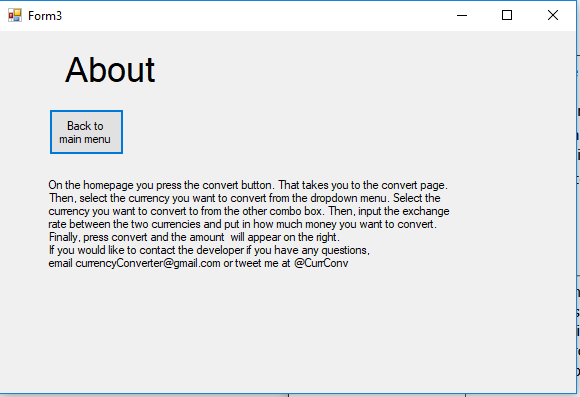 Form3
About
Back to
main menu
On the homepage you press the convert button. That takes you to the convert page.
Then, select the currency you want to convert from the dropdown menu. Select the
currency you want to convert to from the other combo box. Then, input the exchange
rate between the two currencies and put in how much money you want to convert.
Finally, press convert and the amount  will appear on the right.
If you would like to contact the developer if you have any questions,
email currencyConverter@gmail.com or tweet me at @CurrConv